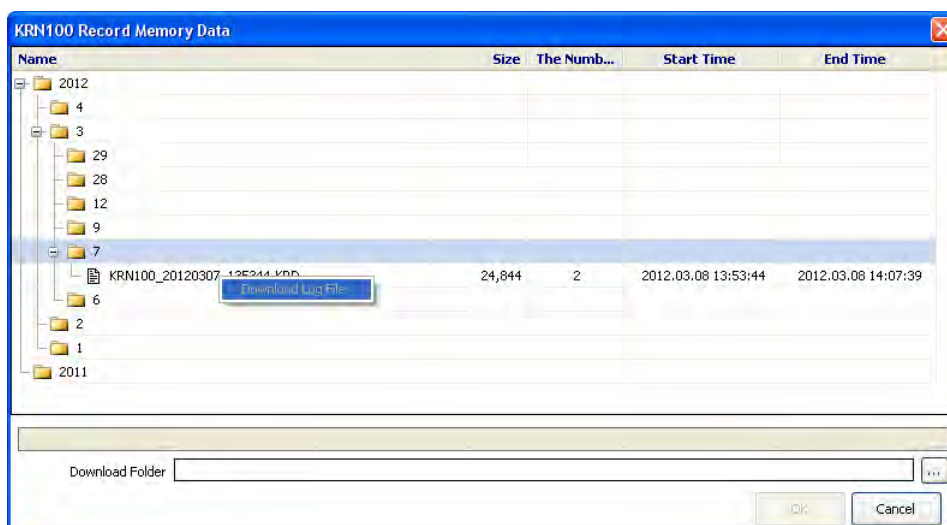 KRN100 Record Memory Data
Name Size The Numb... Start Time End Time
2012
4
3
29
28
12
9
7
KRN100_20120307_135344.KRD 24,844 2 2012.03.08 13:53:44 2012.03.08 14:07:39
Download Log File
6
2
1
2011
Download Folder ...
OK Cancel